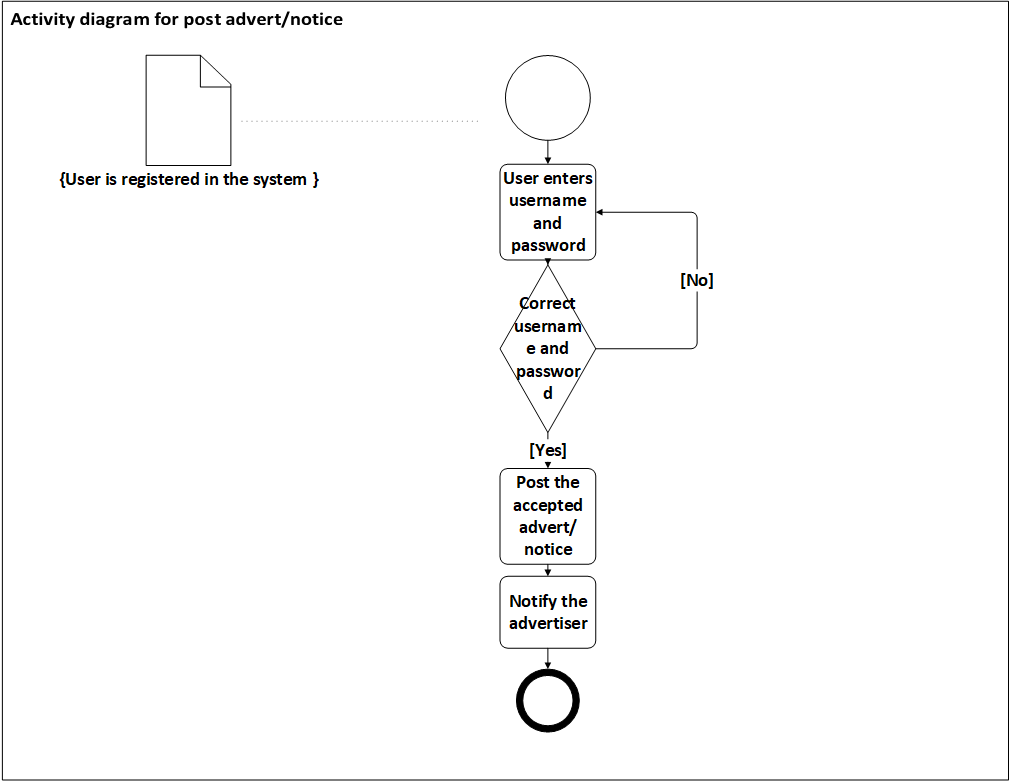 Activity diagram for post advert/notice
{User is registered in the system }
User enters
username
and
password
[No]
Correct
usernam
e and
passwor
d
[Yes]
Post the
accepted
advert/
notice
Notify the
advertiser